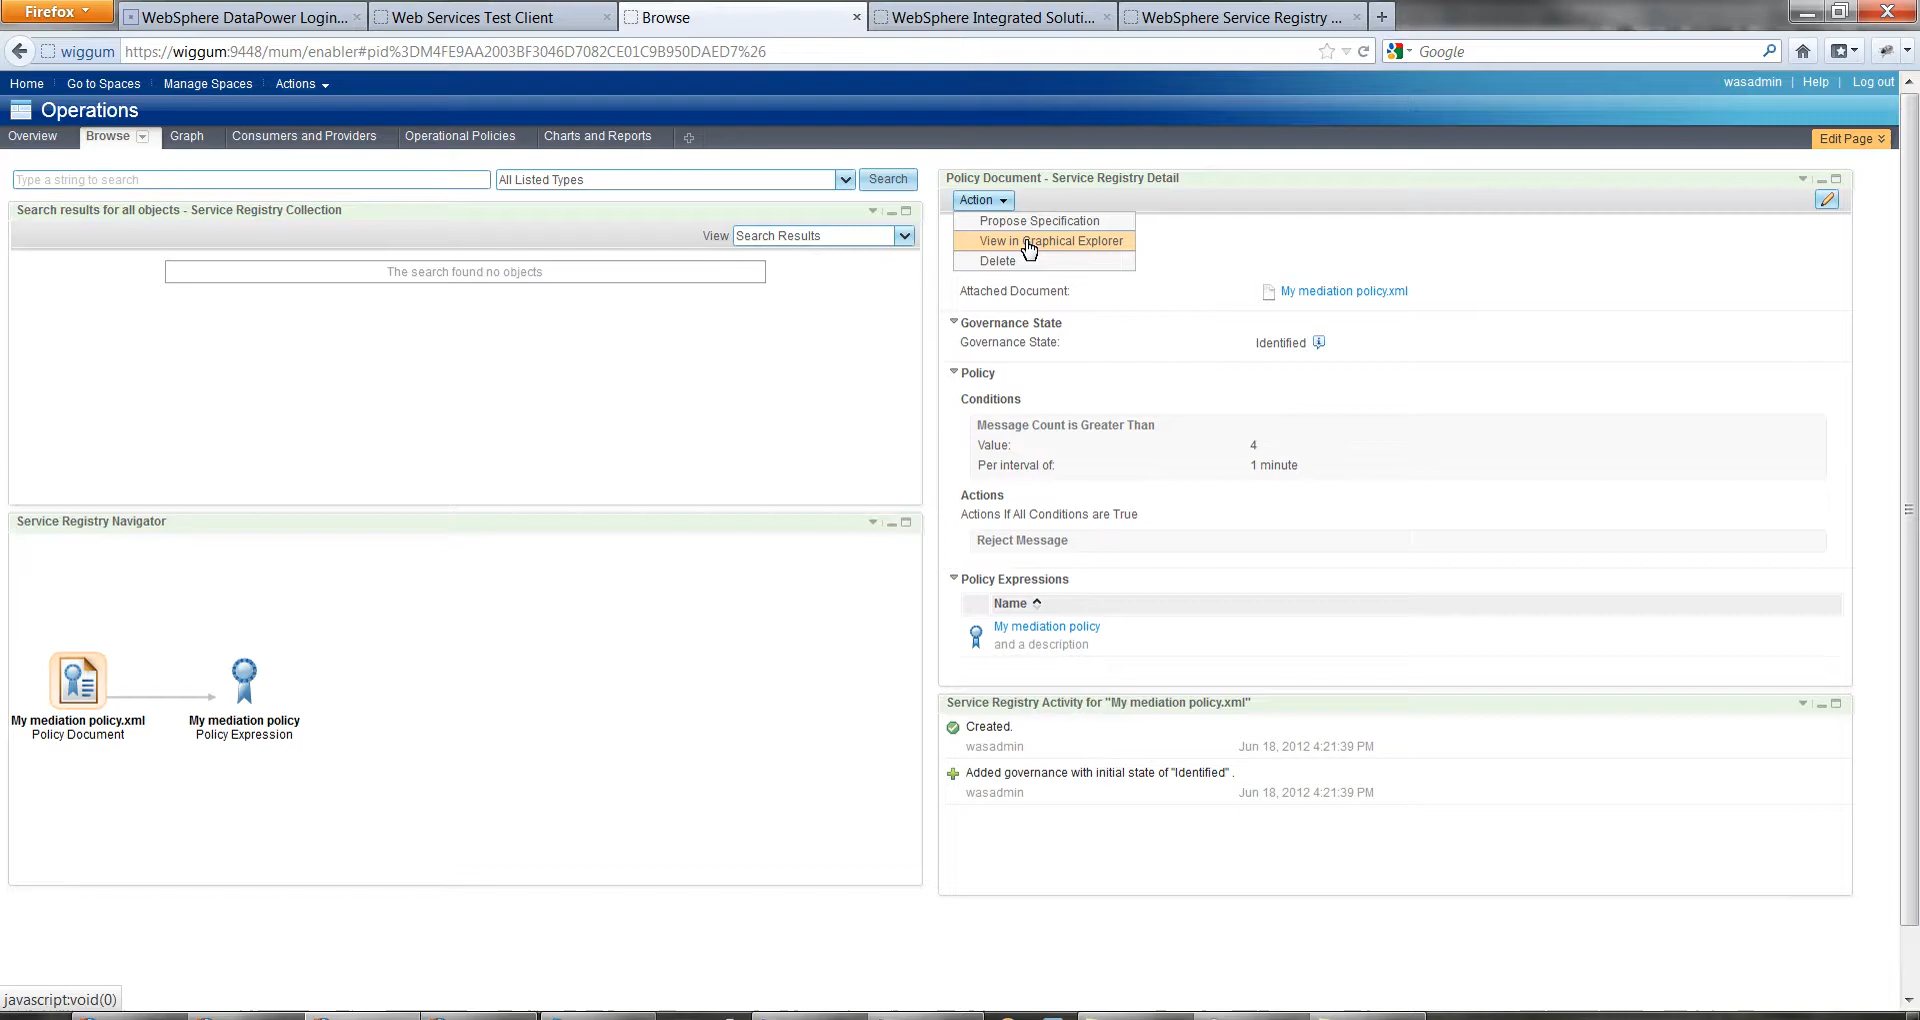 Firefox
WebSphere DataPower Login...
Web Services Test Client
Browse
WebSphere Integrated Soluti...
WebSphere Service Registry ...
wiggum
https://wiggum:9448/mum/enabler#pid%3DM4FE9AA2003BF3046D7082CE01C9B950DAED7%26
Google
Home
Go to Spaces
Manage Spaces
Actions
wasadmin | Help | Log out
Operations
Overview
Browse
Graph
Consumers and Providers
Operational Policies
Charts and Reports
Edit Page
Type a string to search
All Listed Types
Search
Search results for all objects - Service Registry Collection
View
Search Results
The search found no objects
Service Registry Navigator
My mediation policy.xml
Policy Document
My mediation policy
Policy Expression
Policy Document - Service Registry Detail
Action
Propose Specification
View in Graphical Explorer
Delete
Attached Document:
My mediation policy.xml
Governance State
Governance State:
Identified
Policy
Conditions
Message Count is Greater Than
Value:
4
Per interval of:
1 minute
Actions
Actions If All Conditions are True
Reject Message
Policy Expressions
Name
My mediation policy
and a description
Service Registry Activity for "My mediation policy.xml"
Created.
wasadmin
Jun 18, 2012 4:21:39 PM
Added governance with initial state of "Identified" .
wasadmin
Jun 18, 2012 4:21:39 PM
javascript:void(0)